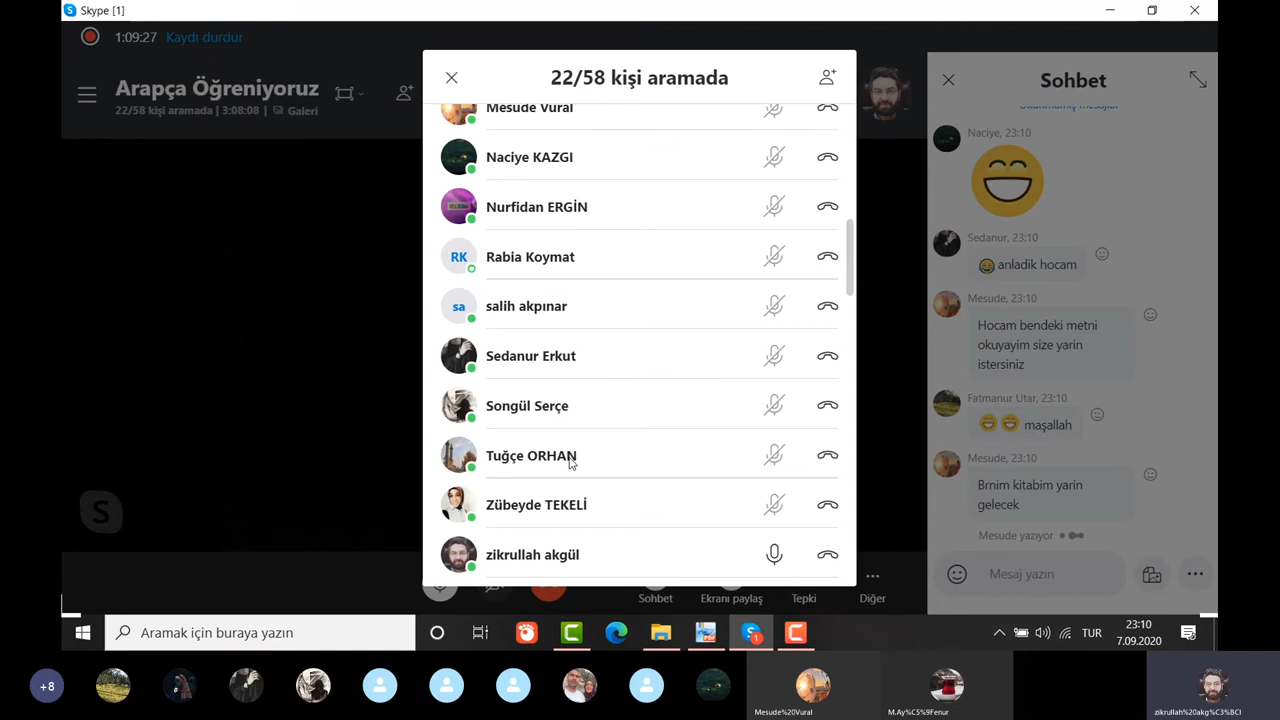 Skype [1]
1:09:27 Kaydı durdur
Arapça Öğreniyoruz
22/58 kişi aramada | 3:08:08 | Galeri
22/58 kişi aramada
Mesude Vural
Naciye KAZGI
Nurfidan ERGİN
RK Rabia Koymat
sa salih akpınar
Sedanur Erkut
Songül Serçe
Tuğçe ORHAN
Zübeyde TEKELİ
zikrullah akgül
Sohbet
Okunmamış mesajlar
Naciye, 23:10
Sedanur, 23:10
anladik hocam
Mesude, 23:10
Hocam bendeki metni
okuyayim size yarin
istersiniz
Fatmanur Utar, 23:10
maşallah
Mesude, 23:10
Brnim kitabim yarin
gelecek
Mesude yazıyor
Mesaj yazın
S
Sohbet
Ekranı paylaş
Tepki
Diğer
Aramak için buraya yazın
PDF
1
TUR
23:10
7.09.2020
+8
Mesude%20Vural
M.Ay%C5%9Fenur
zikrullah%20akg%C3%BCl